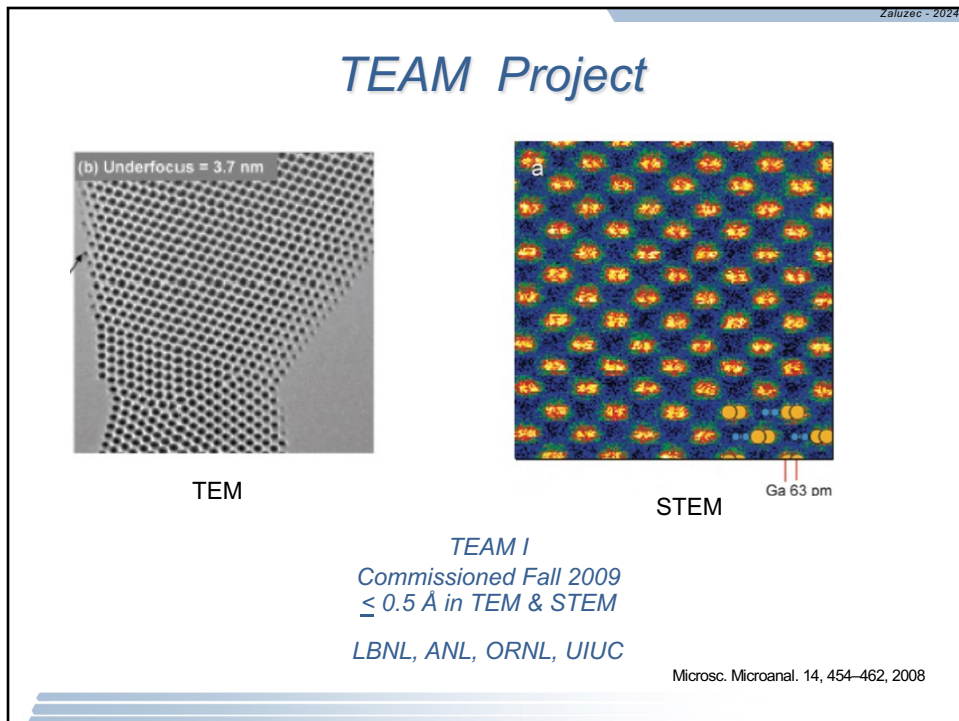 Zaluzec - 2024
TEAM Project
(b) Underfocus = 3.7 nm
a
Ga 63 pm
TEM
STEM
TEAM I
Commissioned Fall 2009
≤ 0.5 Å in TEM & STEM
LBNL, ANL, ORNL, UIUC
Microsc. Microanal. 14, 454–462, 2008